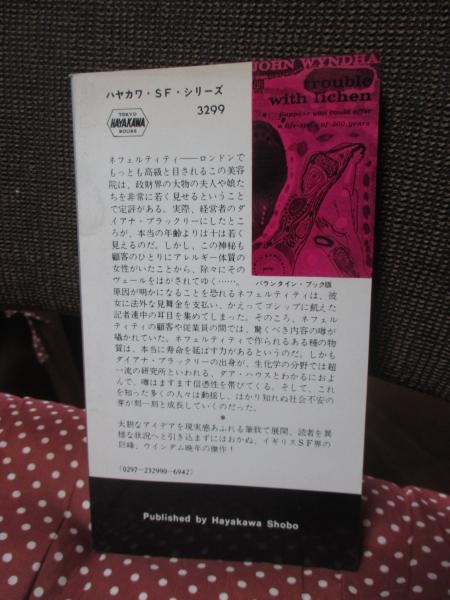 ハヤカワ・SF・シリーズ
3299
TOKYO
HAYAKAWA
BOOKS
JOHN WYNDHA
trouble
with lichen
Suppose you could offer
a life-span of 300 years
バランタイン・ブック版
ネフェルティティ──ロンドンで
もっとも高級と目されるこの美容
院は、政財界の大物の夫人や娘た
ちを非常に若く見せるということ
で定評がある。実際、経営者のダ
イアナ・ブラックリーにしたとこ
ろが、本当の年齢よりは十は若く
見えるのだ。しかし、この神秘も
顧客のひとりにアレルギー体質の
女性がいたことから、除々にその
ヴェールをはがされてゆく……。
原因が明かになることを恐れるネフェルティティは、彼
女に法外な見舞金を支払い、かえってゴシップに飢えた
記者連中の耳目を集めてしまった。そのころ、ネフェル
ティティの顧客や従業員の間では、驚くべき内容の噂が
囁かれていた。ネフェルティティで作られるある種の物
質は、本当に寿命を延ばす力があるというのだ。しかも
ダイアナ・ブラックリーの出身が、生化学の分野では超
一流の研究所といわれる、ダア・ハウスとわかるにおよ
んで、噂はますます信憑性を帯びてくる。そして、これ
を知った多くの人々は動揺し、はかり知れぬ社会不安の
芽が刻一刻と成長していくのだった。
*
大胆なアイデアを現実感あふれる筆致で展開、読者を異
様な状況へと引き込まずにはおかぬ、イギリスSF界の
巨峰、ウインダム晩年の傑作！
(0297-232990-6942)
Published by Hayakawa Shobo